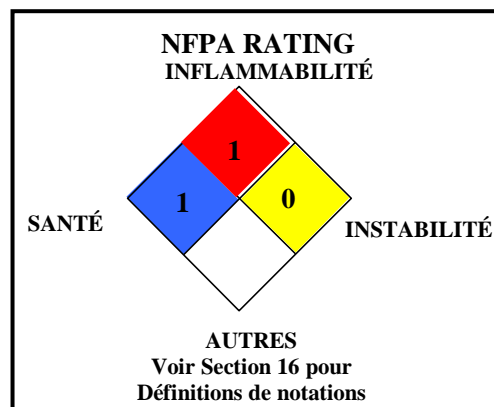 NFPA RATING
INFLAMMABILITÉ
1
1
0
SANTÉ
INSTABILITÉ
AUTRES
Voir Section 16 pour
Définitions de notations